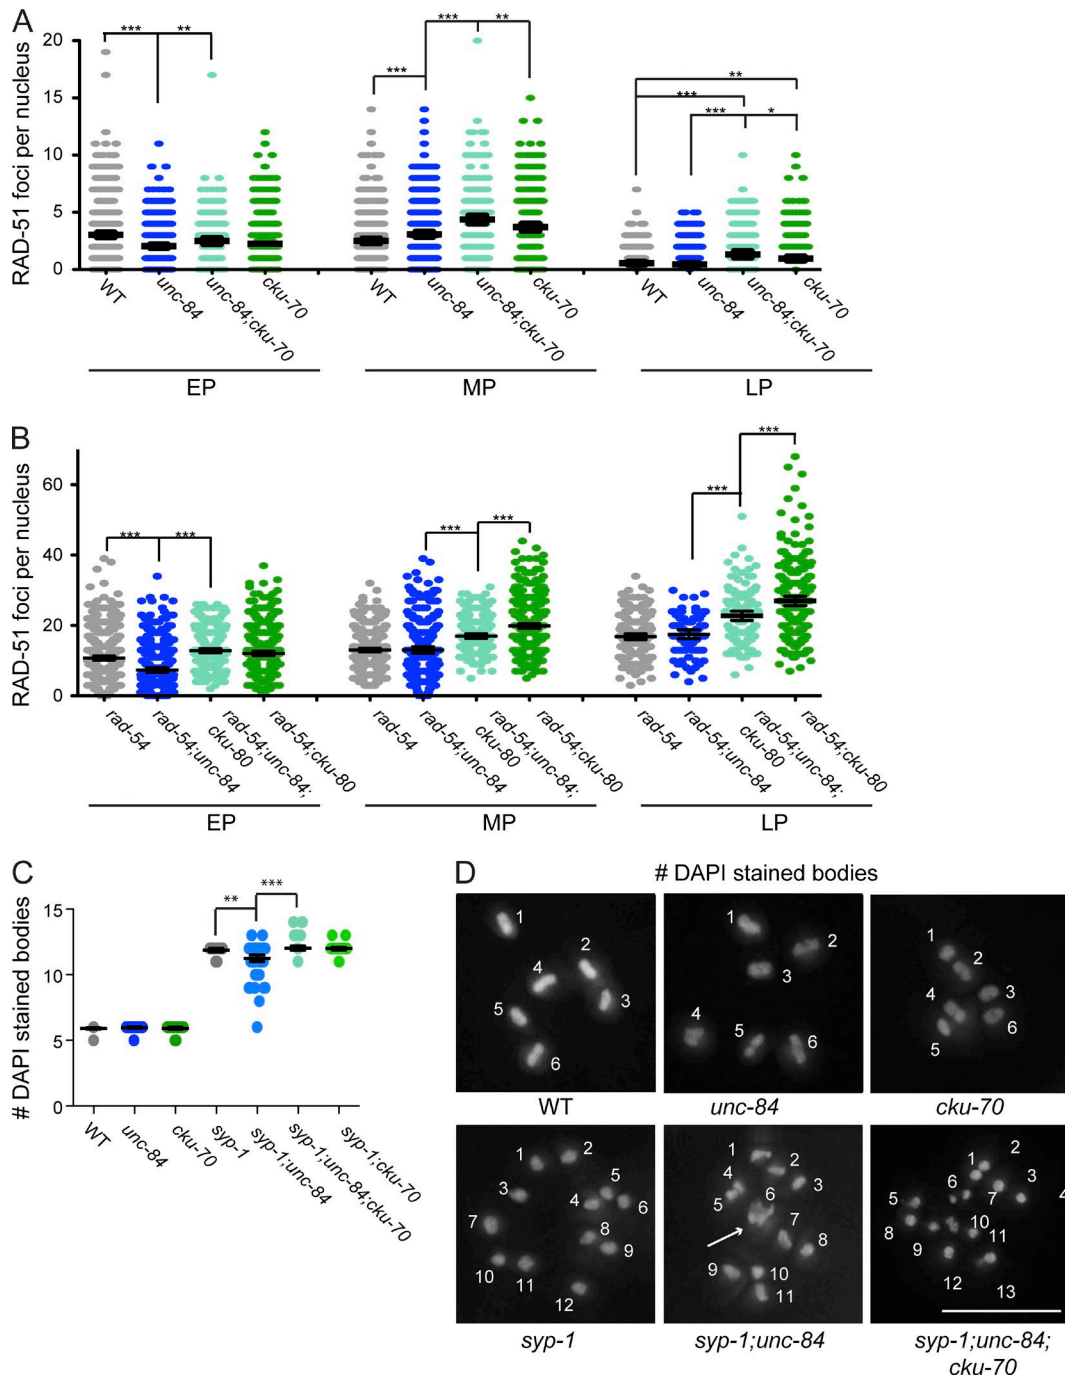 A
RAD-51 foci per nucleus
20
15
10
5
0
*** **
*** *** **
** *** *** *
WT
unc-84
unc-84;cku-70
cku-70
WT
unc-84
unc-84;cku-70
cku-70
WT
unc-84
unc-84;cku-70
cku-70
EP
MP
LP
B
RAD-51 foci per nucleus
60
40
20
0
*** ***
*** ***
*** ***
rad-54
rad-54;unc-84
rad-54;unc-84;
cku-80
rad-54;cku-80
rad-54
rad-54;unc-84
rad-54;unc-84;
cku-80
rad-54;cku-80
rad-54
rad-54;unc-84
rad-54;unc-84;
cku-80
rad-54;cku-80
EP
MP
LP
C
# DAPI stained bodies
15
10
5
0
** ***
WT
unc-84
cku-70
syp-1
syp-1;unc-84
syp-1;unc-84;cku-70
syp-1;cku-70
D
# DAPI stained bodies
1
2
4
3
5
6
WT
1
2
3
4
5
6
unc-84
1
2
3
4
6
5
cku-70
1
2
3
5
4
6
7
8
9
10
11
12
syp-1
1
2
4
3
5
6
7
8
9
10
11
syp-1;unc-84
1
2
3
5
6
7
4
8
10
9
11
12
13
syp-1;unc-84;
cku-70